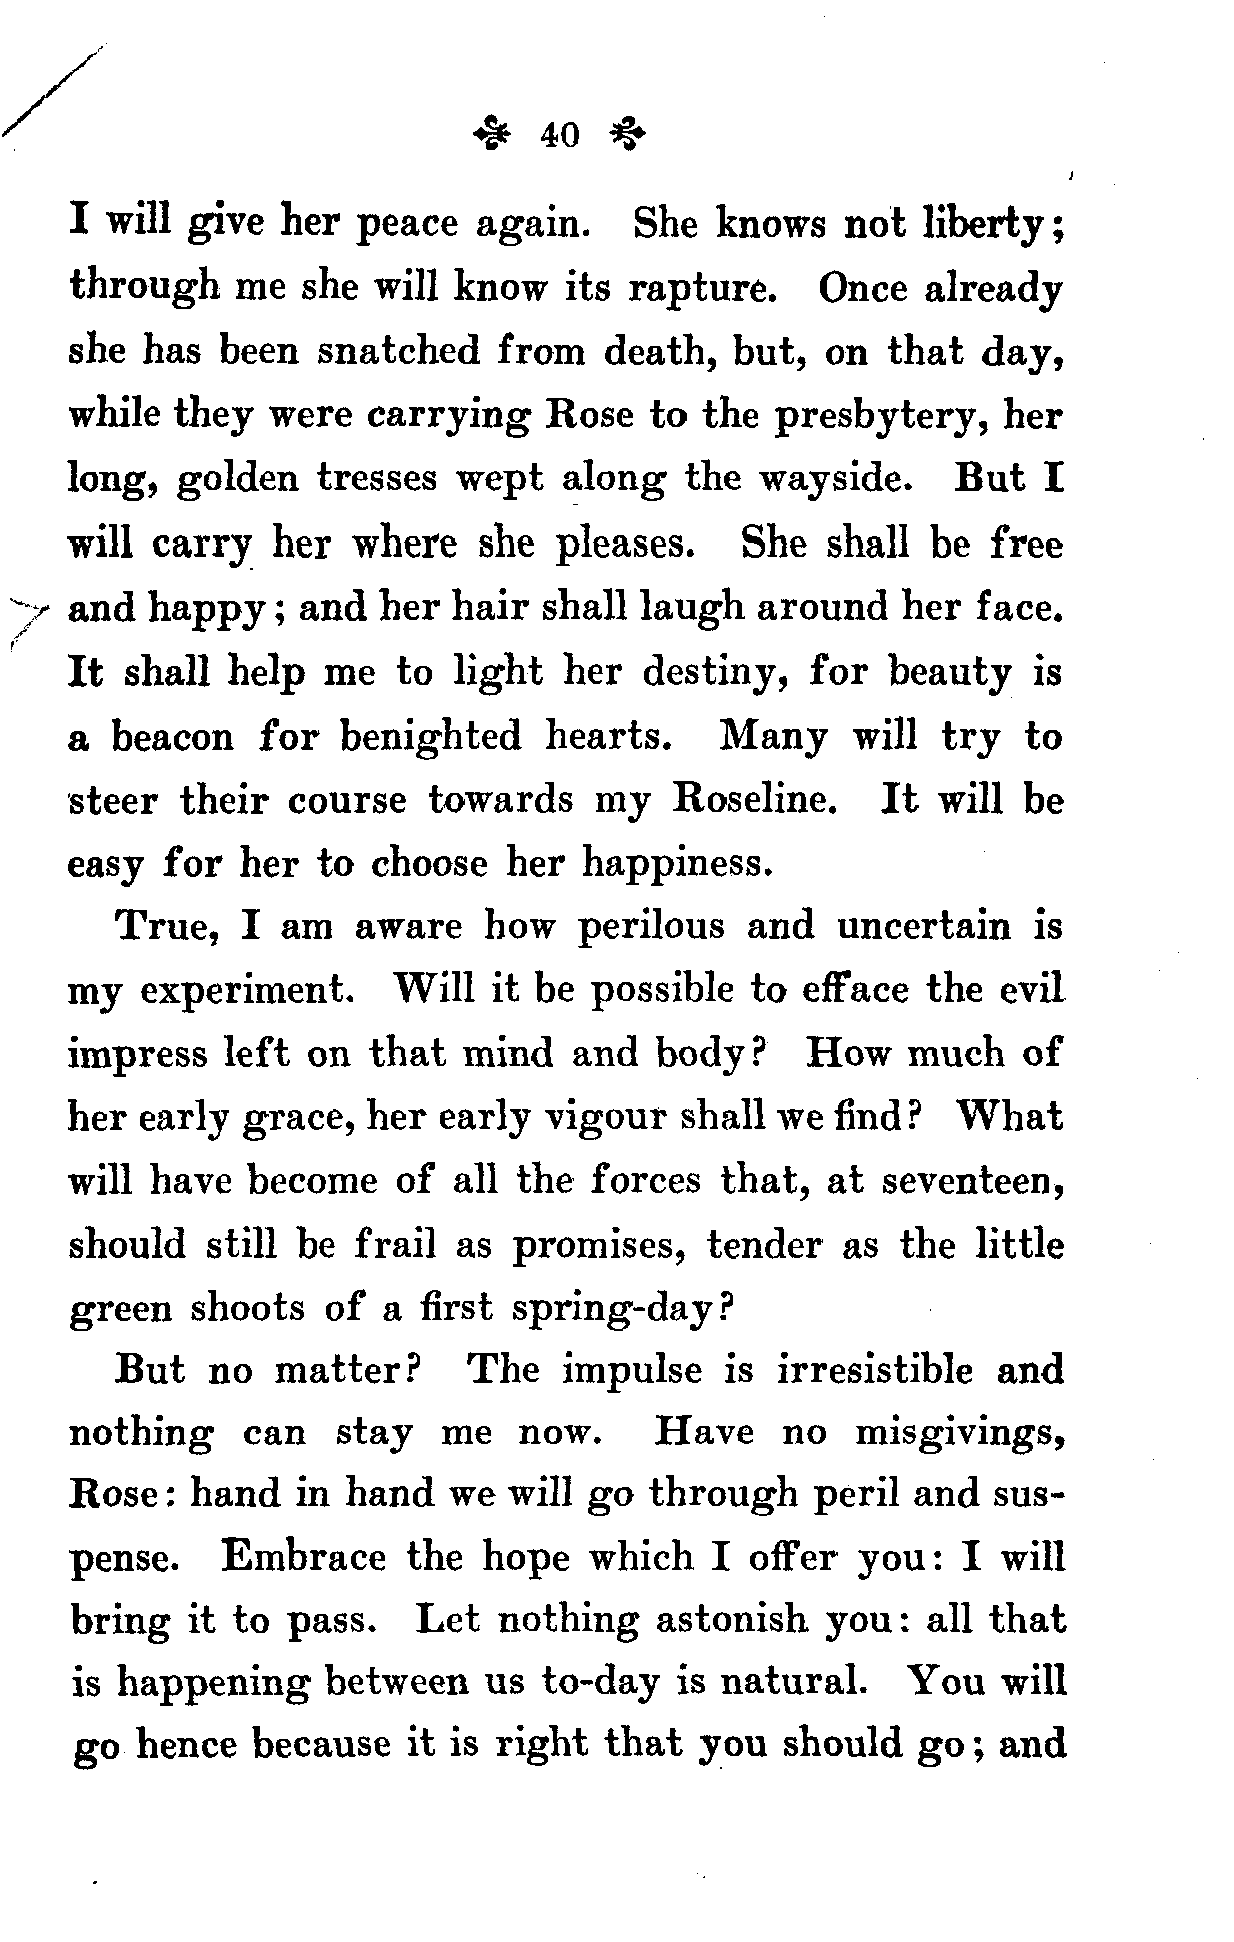 40
I will give her peace again. She knows not liberty;
through me she will know its rapture. Once already
she has been snatched from death, but, on that day,
while they were carrying Rose to the presbytery, her
long, golden tresses wept along the wayside. But I
will carry her where she pleases. She shall be free
and happy; and her hair shall laugh around her face.
It shall help me to light her destiny, for beauty is
a beacon for benighted hearts. Many will try to
steer their course towards my Roseline. It will be
easy for her to choose her happiness.
True, I am aware how perilous and uncertain is
my experiment. Will it be possible to efface the evil
impress left on that mind and body? How much of
her early grace, her early vigour shall we find? What
will have become of all the forces that, at seventeen,
should still be frail as promises, tender as the little
green shoots of a first spring-day?
But no matter? The impulse is irresistible and
nothing can stay me now. Have no misgivings,
Rose: hand in hand we will go through peril and sus-
pense. Embrace the hope which I offer you: I will
bring it to pass. Let nothing astonish you: all that
is happening between us to-day is natural. You will
go hence because it is right that you should go; and